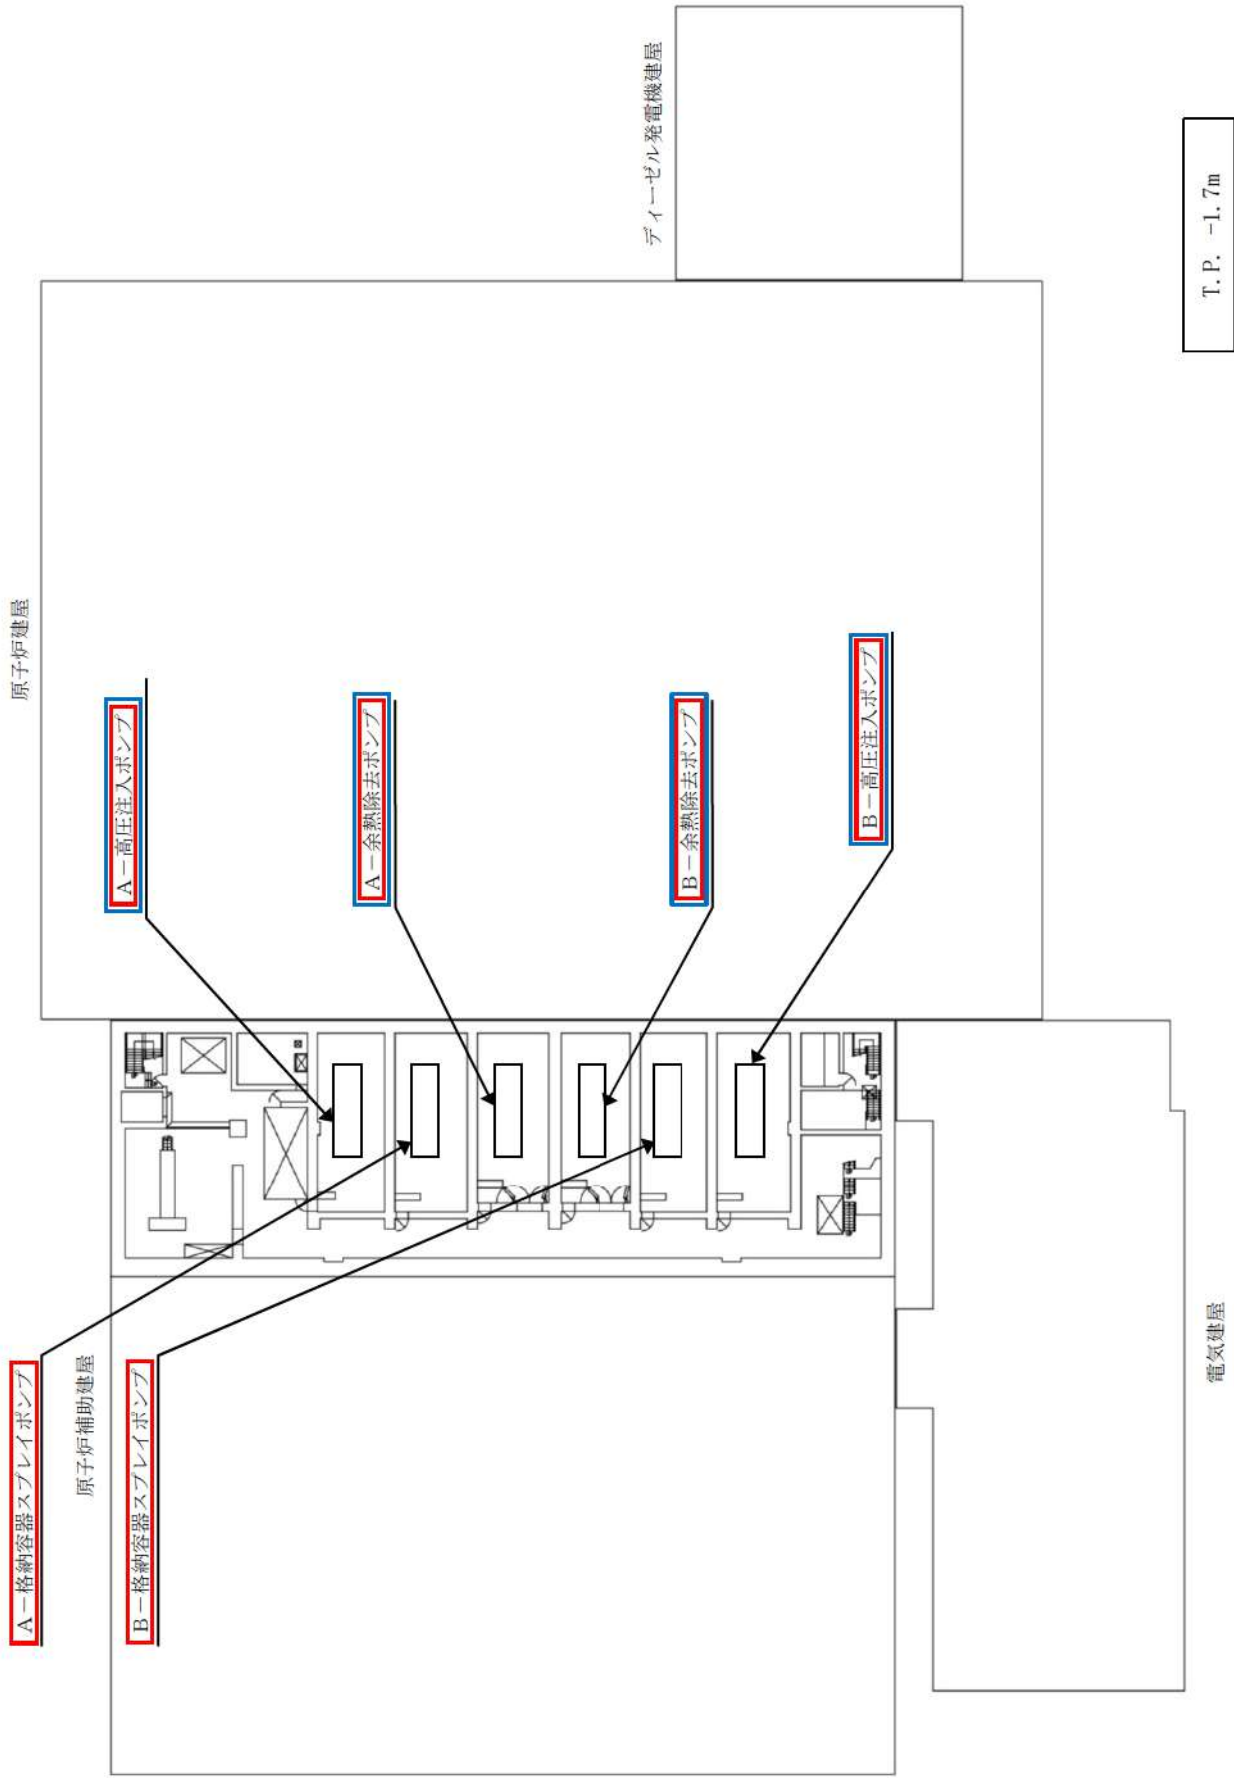 A－格納容器スプレイポンプ
原子炉補助建屋
B－格納容器スプレイポンプ
原子炉建屋
A－高圧注入ポンプ
A－余熱除去ポンプ
B－余熱除去ポンプ
B－高圧注入ポンプ
ディーゼル発電機建屋
電気建屋
T.P. -1.7m